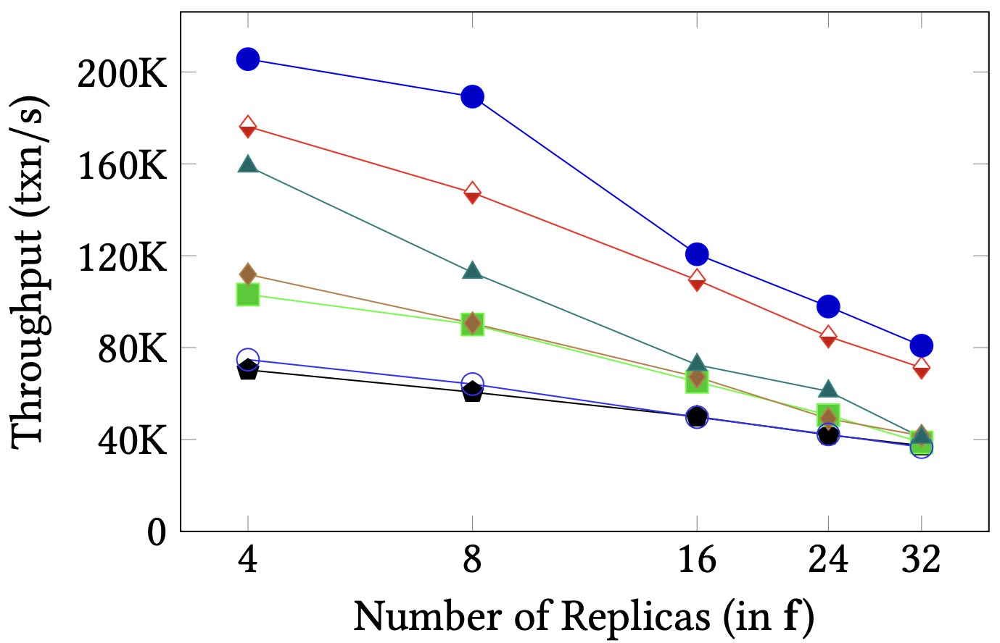 Throughput (txn/s)
200K
160K
120K
80K
40K
0
4 8 16 24 32
Number of Replicas (in f)